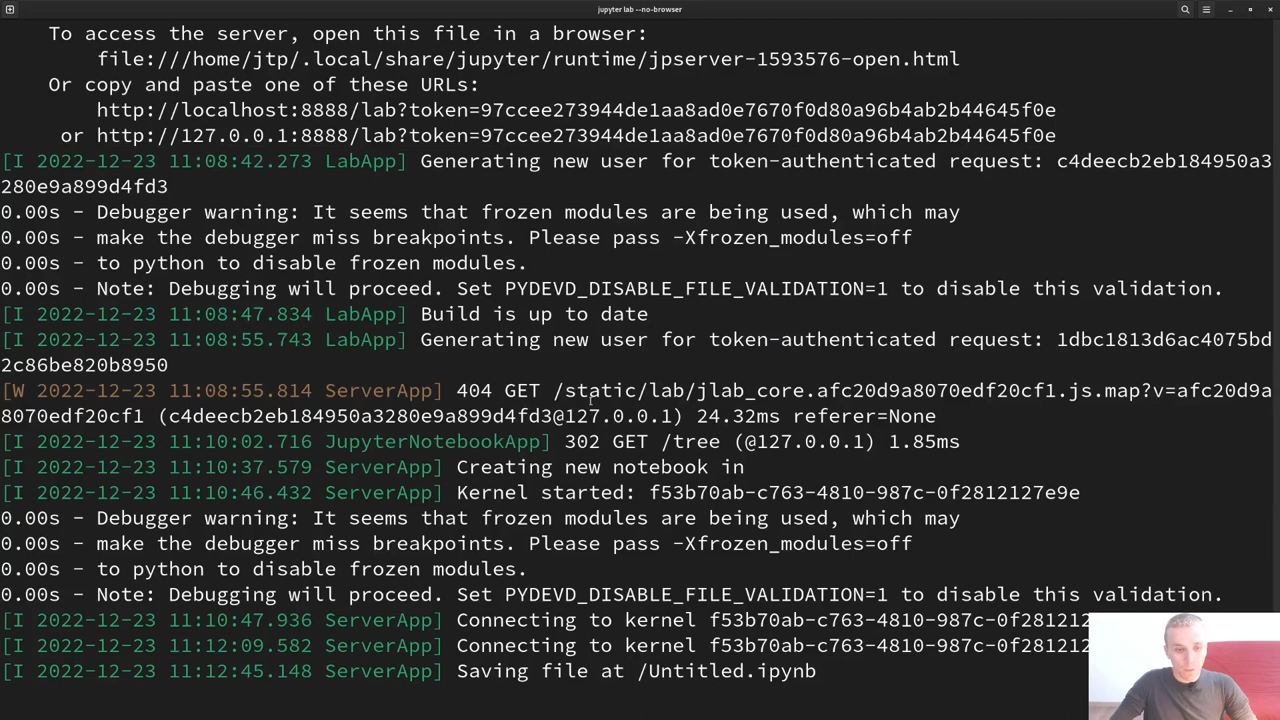 jupyter lab --no-browser
To access the server, open this file in a browser:
file:///home/jtp/.local/share/jupyter/runtime/jpserver-1593576-open.html
Or copy and paste one of these URLs:
http://localhost:8888/lab?token=97ccee273944de1aa8ad0e7670f0d80a96b4ab2b44645f0e
or http://127.0.0.1:8888/lab?token=97ccee273944de1aa8ad0e7670f0d80a96b4ab2b44645f0e
[I 2022-12-23 11:08:42.273 LabApp] Generating new user for token-authenticated request: c4deecb2eb184950a3
280e9a899d4fd3
0.00s - Debugger warning: It seems that frozen modules are being used, which may
0.00s - make the debugger miss breakpoints. Please pass -Xfrozen_modules=off
0.00s - to python to disable frozen modules.
0.00s - Note: Debugging will proceed. Set PYDEVD_DISABLE_FILE_VALIDATION=1 to disable this validation.
[I 2022-12-23 11:08:47.834 LabApp] Build is up to date
[I 2022-12-23 11:08:55.743 LabApp] Generating new user for token-authenticated request: 1dbc1813d6ac4075bd
2c86be820b8950
[W 2022-12-23 11:08:55.814 ServerApp] 404 GET /static/lab/jlab_core.afc20d9a8070edf20cf1.js.map?v=afc20d9a
8070edf20cf1 (c4deecb2eb184950a3280e9a899d4fd3@127.0.0.1) 24.32ms referer=None
[I 2022-12-23 11:10:02.716 JupyterNotebookApp] 302 GET /tree (@127.0.0.1) 1.85ms
[I 2022-12-23 11:10:37.579 ServerApp] Creating new notebook in
[I 2022-12-23 11:10:46.432 ServerApp] Kernel started: f53b70ab-c763-4810-987c-0f2812127e9e
0.00s - Debugger warning: It seems that frozen modules are being used, which may
0.00s - make the debugger miss breakpoints. Please pass -Xfrozen_modules=off
0.00s - to python to disable frozen modules.
0.00s - Note: Debugging will proceed. Set PYDEVD_DISABLE_FILE_VALIDATION=1 to disable this validation.
[I 2022-12-23 11:10:47.936 ServerApp] Connecting to kernel f53b70ab-c763-4810-987c-0f281212
[I 2022-12-23 11:12:09.582 ServerApp] Connecting to kernel f53b70ab-c763-4810-987c-0f281212
[I 2022-12-23 11:12:45.148 ServerApp] Saving file at /Untitled.ipynb